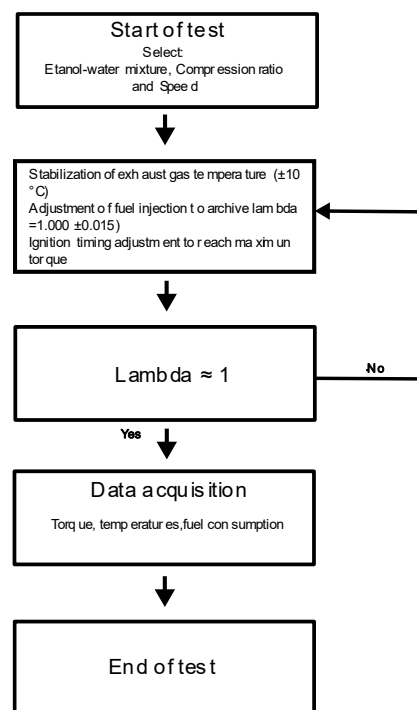 Start of test
Select:
Etanol-water mixture, Compression ratio
and Speed
Stabilization of exhaust gas temperature (±10
°C)
Adjustment of fuel injection to archive lambda
=1.000 ±0.015)
Ignition timing adjustment to reach maximun
torque
Lambda ≈ 1
No
Yes
Data acquisition
Torque, temperatures,fuel consumption
End of test